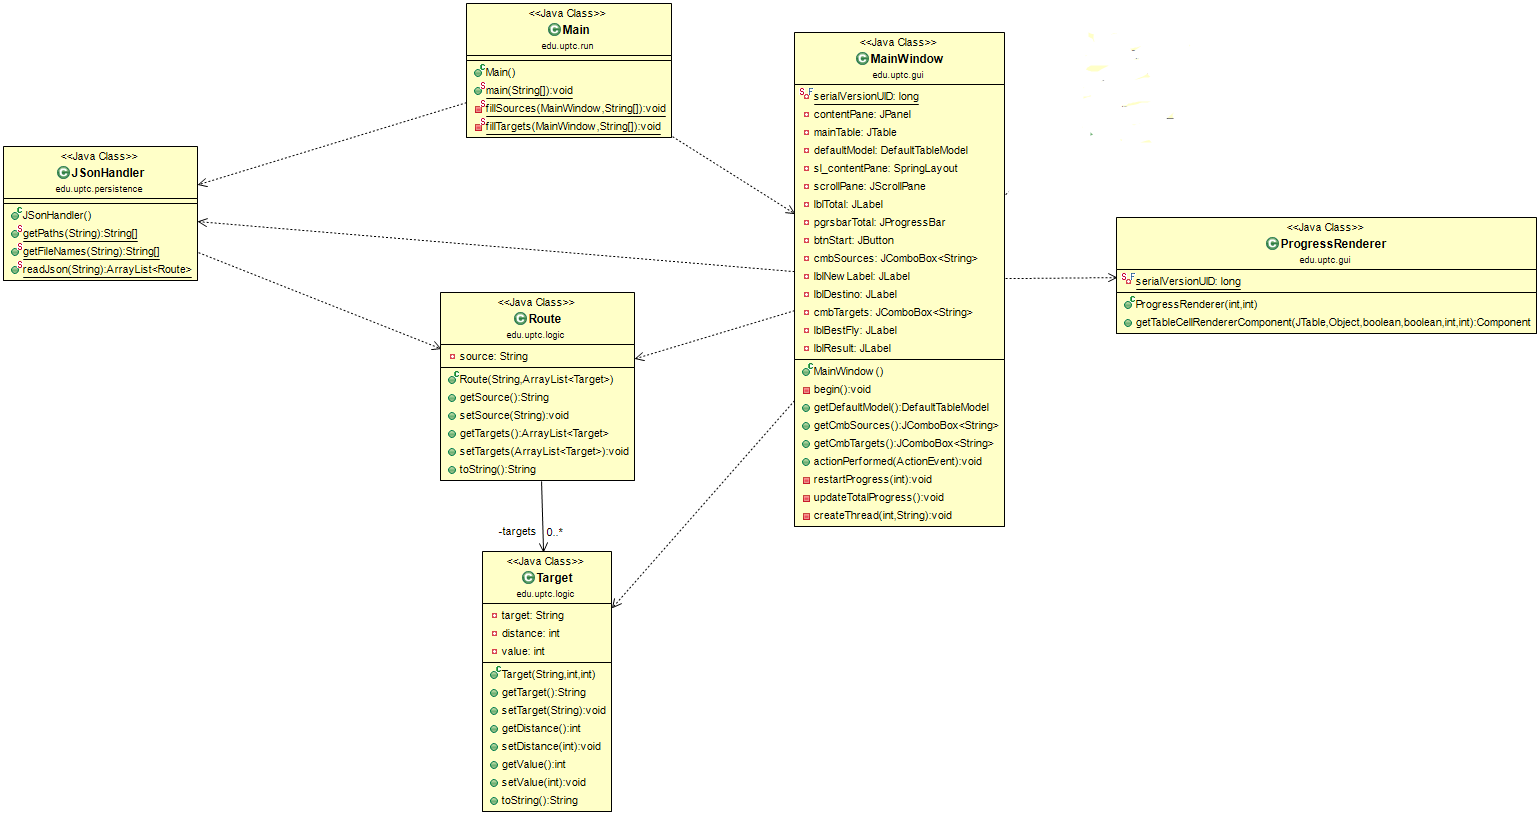 <<Java Class>>
Main
edu.uptc.run
Main()
main(String[]):void
fillSources(MainWindow,String[]):void
fillTargets(MainWindow,String[]):void
<<Java Class>>
MainWindow
edu.uptc.gui
serialVersionUID: long
contentPane: JPanel
mainTable: JTable
defaultModel: DefaultTableModel
sl_contentPane: SpringLayout
scrollPane: JScrollPane
lblTotal: JLabel
pgrsbarTotal: JProgressBar
btnStart: JButton
cmbSources: JComboBox<String>
lblNewLabel: JLabel
lblDestino: JLabel
cmbTargets: JComboBox<String>
lblBestFly: JLabel
lblResult: JLabel
MainWindow()
begin():void
getDefaultModel():DefaultTableModel
getCmbSources():JComboBox<String>
getCmbTargets():JComboBox<String>
actionPerformed(ActionEvent):void
restartProgress(int):void
updateTotalProgress():void
createThread(int,String):void
<<Java Class>>
JSonHandler
edu.uptc.persistence
JSonHandler()
getPaths(String):String[]
getFileNames(String):String[]
readJson(String):ArrayList<Route>
<<Java Class>>
ProgressRenderer
edu.uptc.gui
serialVersionUID: long
ProgressRenderer(int,int)
getTableCellRendererComponent(JTable,Object,boolean,boolean,int,int):Component
<<Java Class>>
Route
edu.uptc.logic
source: String
Route(String,ArrayList<Target>)
getSource():String
setSource(String):void
getTargets():ArrayList<Target>
setTargets(ArrayList<Target>):void
toString():String
-targets 0..*
<<Java Class>>
Target
edu.uptc.logic
target: String
distance: int
value: int
Target(String,int,int)
getTarget():String
setTarget(String):void
getDistance():int
setDistance(int):void
getValue():int
setValue(int):void
toString():String